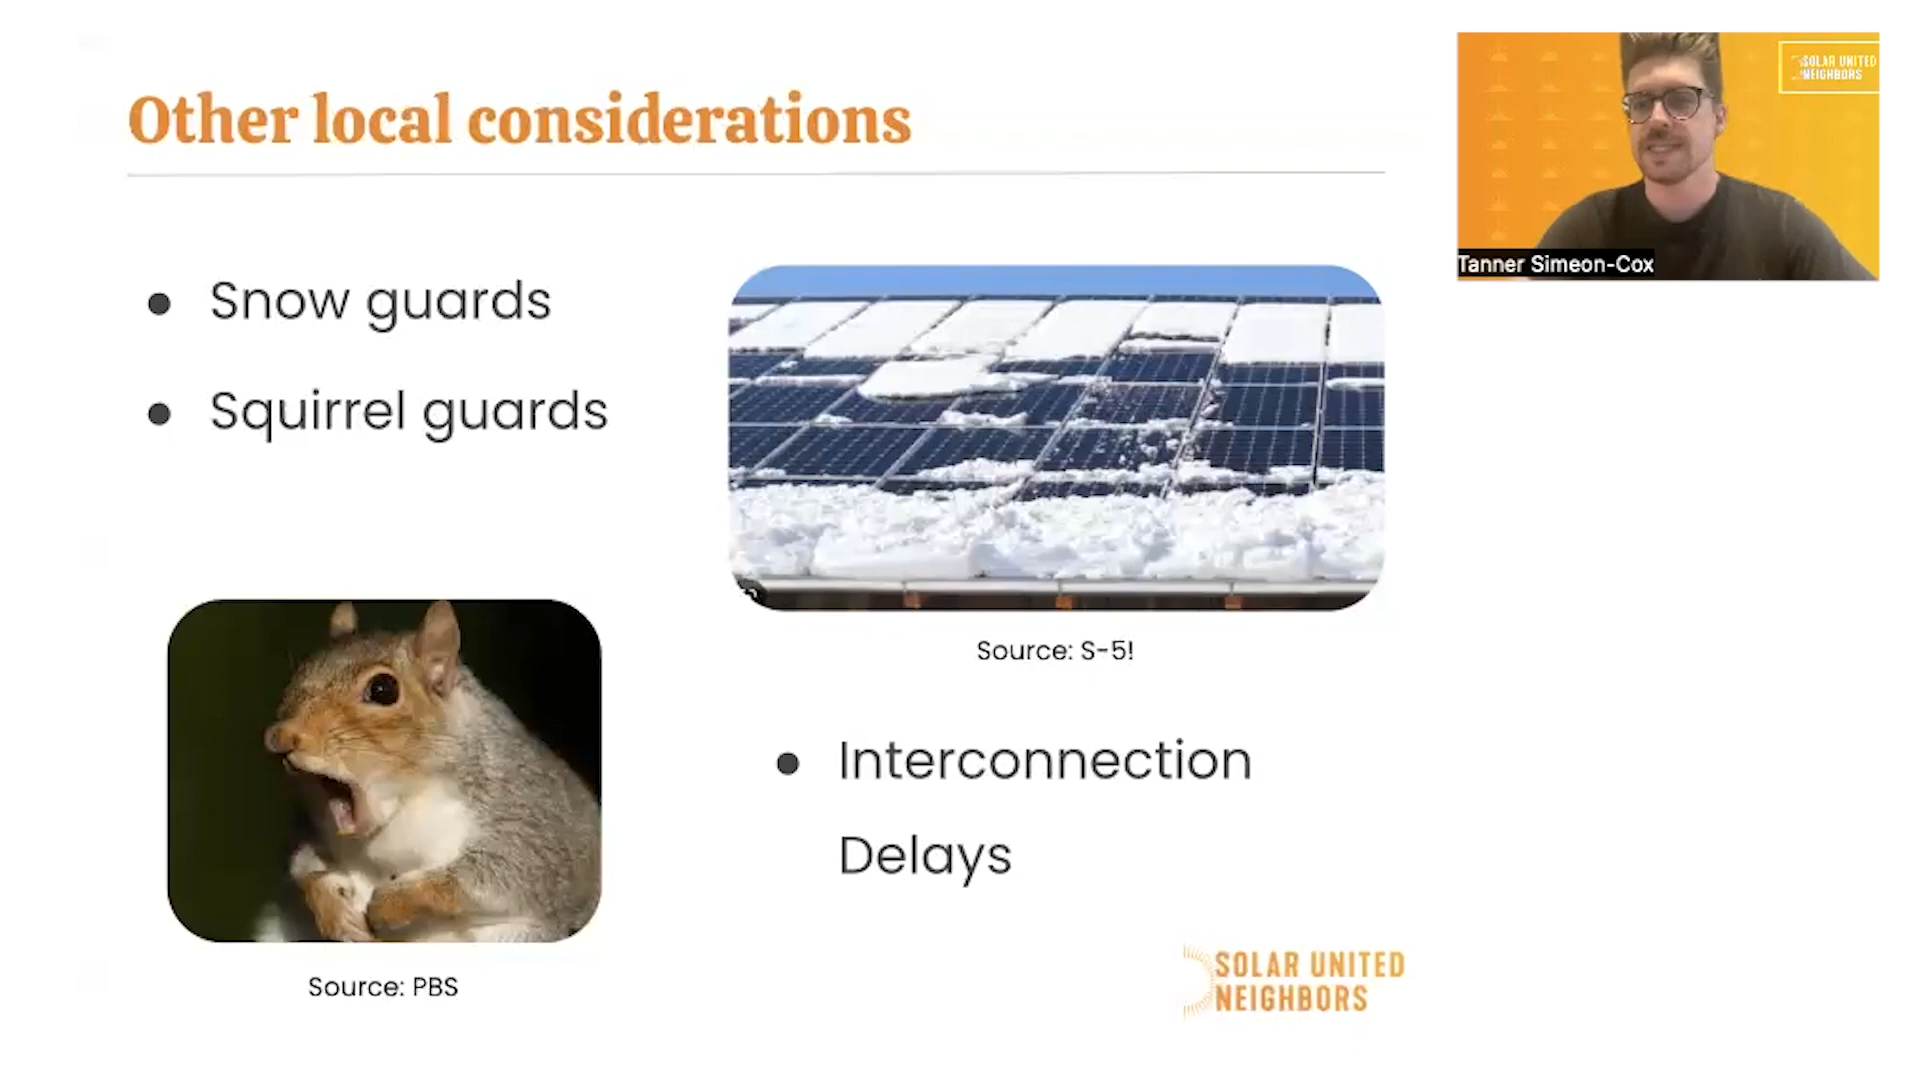 Other local considerations
Snow guards
Squirrel guards
Source: S-5!
Interconnection
Delays
Source: PBS
SOLAR UNITED
NEIGHBORS
SOLAR UNITED
NEIGHBORS
Tanner Simeon-Cox